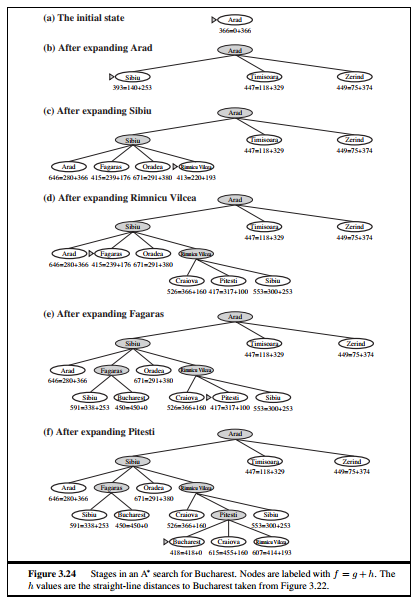 (a) The initial state
Arad
366=0+366
(b) After expanding Arad
Arad
Sibiu Timisoara Zerind
393=140+253 447=118+329 449=75+374
(c) After expanding Sibiu
Arad
Sibiu Timisoara Zerind
447=118+329 449=75+374
Arad Fagaras Oradea Rimnicu Vilcea
646=280+366 415=239+176 671=291+380 413=220+193
(d) After expanding Rimnicu Vilcea
Arad
Sibiu Timisoara Zerind
447=118+329 449=75+374
Arad Fagaras Oradea Rimnicu Vilcea
646=280+366 415=239+176 671=291+380
Craiova Pitesti Sibiu
526=366+160 417=317+100 553=300+253
(e) After expanding Fagaras
Arad
Sibiu Timisoara Zerind
447=118+329 449=75+374
Arad Fagaras Oradea Rimnicu Vilcea
646=280+366 671=291+380
Sibiu Bucharest Craiova Pitesti Sibiu
591=338+253 450=450+0 526=366+160 417=317+100 553=300+253
(f) After expanding Pitesti
Arad
Sibiu Timisoara Zerind
447=118+329 449=75+374
Arad Fagaras Oradea Rimnicu Vilcea
646=280+366 671=291+380
Sibiu Bucharest Craiova Pitesti Sibiu
591=338+253 450=450+0 526=366+160 553=300+253
Bucharest Craiova Rimnicu Vilcea
418=418+0 615=455+160 607=414+193
Figure 3.24 Stages in an A* search for Bucharest. Nodes are labeled with f = g + h. The
h values are the straight-line distances to Bucharest taken from Figure 3.22.